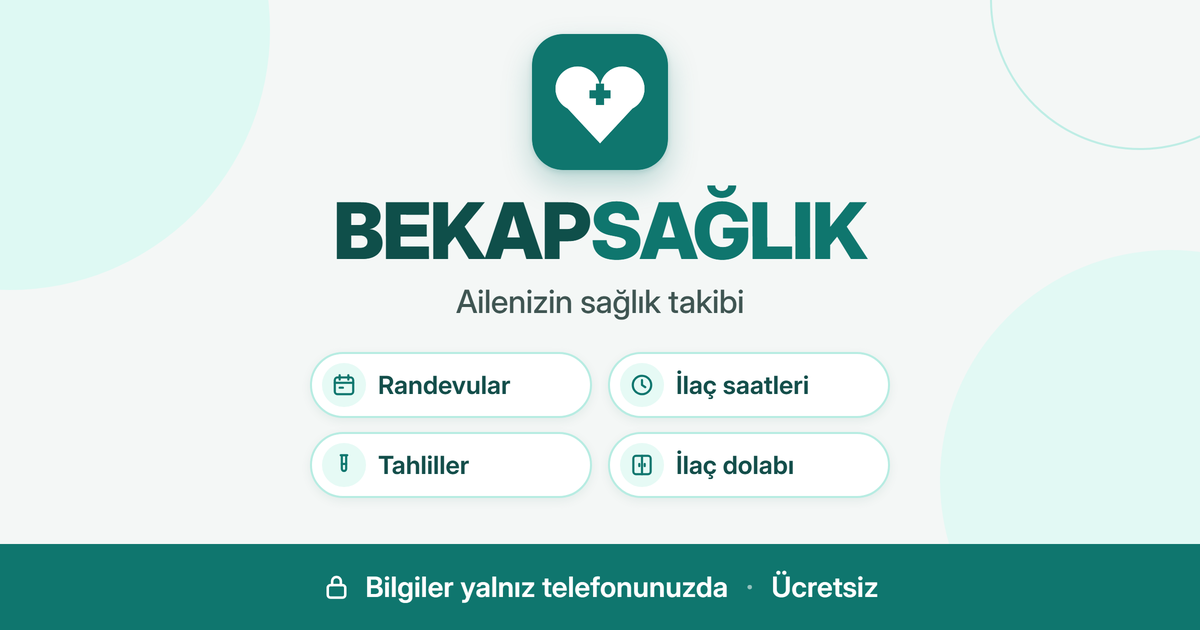 BEKAPSAĞLIK
Ailenizin sağlık takibi
Randevular
İlaç saatleri
Tahliller
İlaç dolabı
Bilgiler yalnız telefonunuzda · Ücretsiz